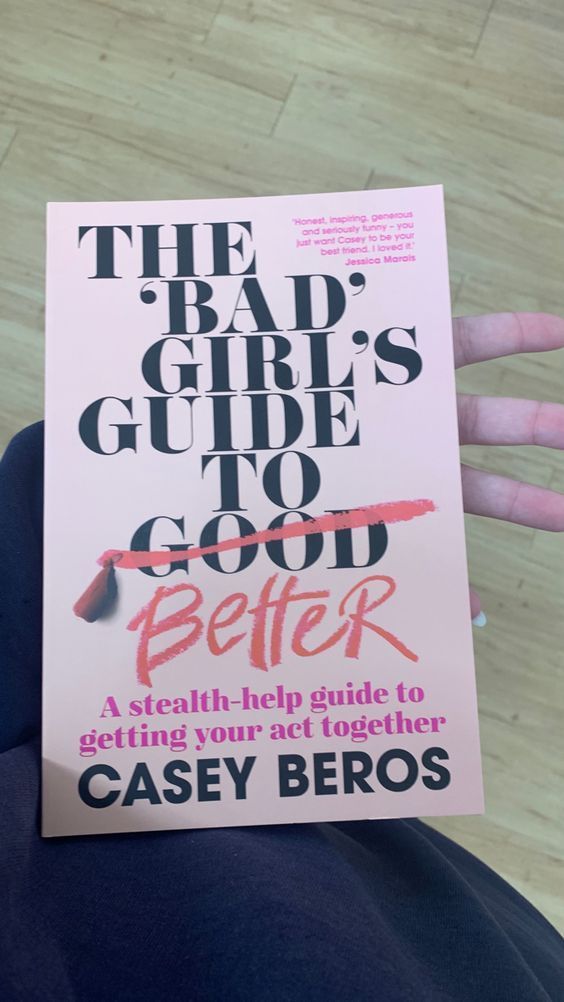 THE
‘BAD’
GIRL’S
GUIDE
TO
GOOD
BetteR
A stealth-help guide to
getting your act together
CASEY BEROS
‘Honest, inspiring, generous
and seriously funny – you
just want Casey to be your
best friend. I loved it.’
Jessica Marais